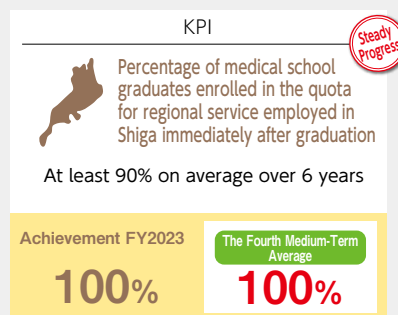 KPI
Steady
Progress
Percentage of medical school
graduates enrolled in the quota
for regional service employed in
Shiga immediately after graduation
At least 90% on average over 6 years
Achievement FY2023
100%
The Fourth Medium-Term
Average
100%